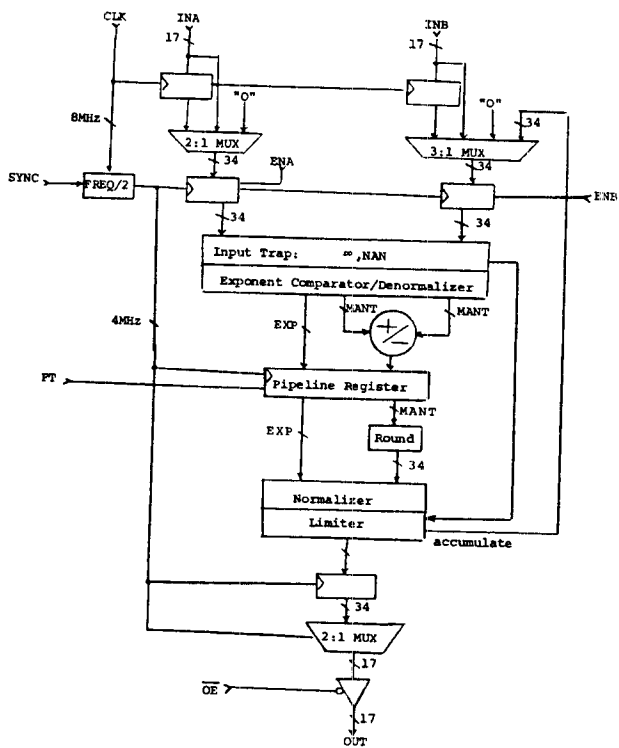 CLK
INA
INB
17
17
8MHz
"O"
"O"
34
2:1 MUX
3:1 MUX
34
34
ENA
SYNC
FREQ/2
ENB
34
34
Input Trap: ∞,NAN
Exponent Comparator/Denormalizer
MANT
MANT
4MHz
EXP
+/−
PT
Pipeline Register
MANT
EXP
Round
34
Normalizer
Limiter
accumulate
34
2:1 MUX
17
OE
17
OUT